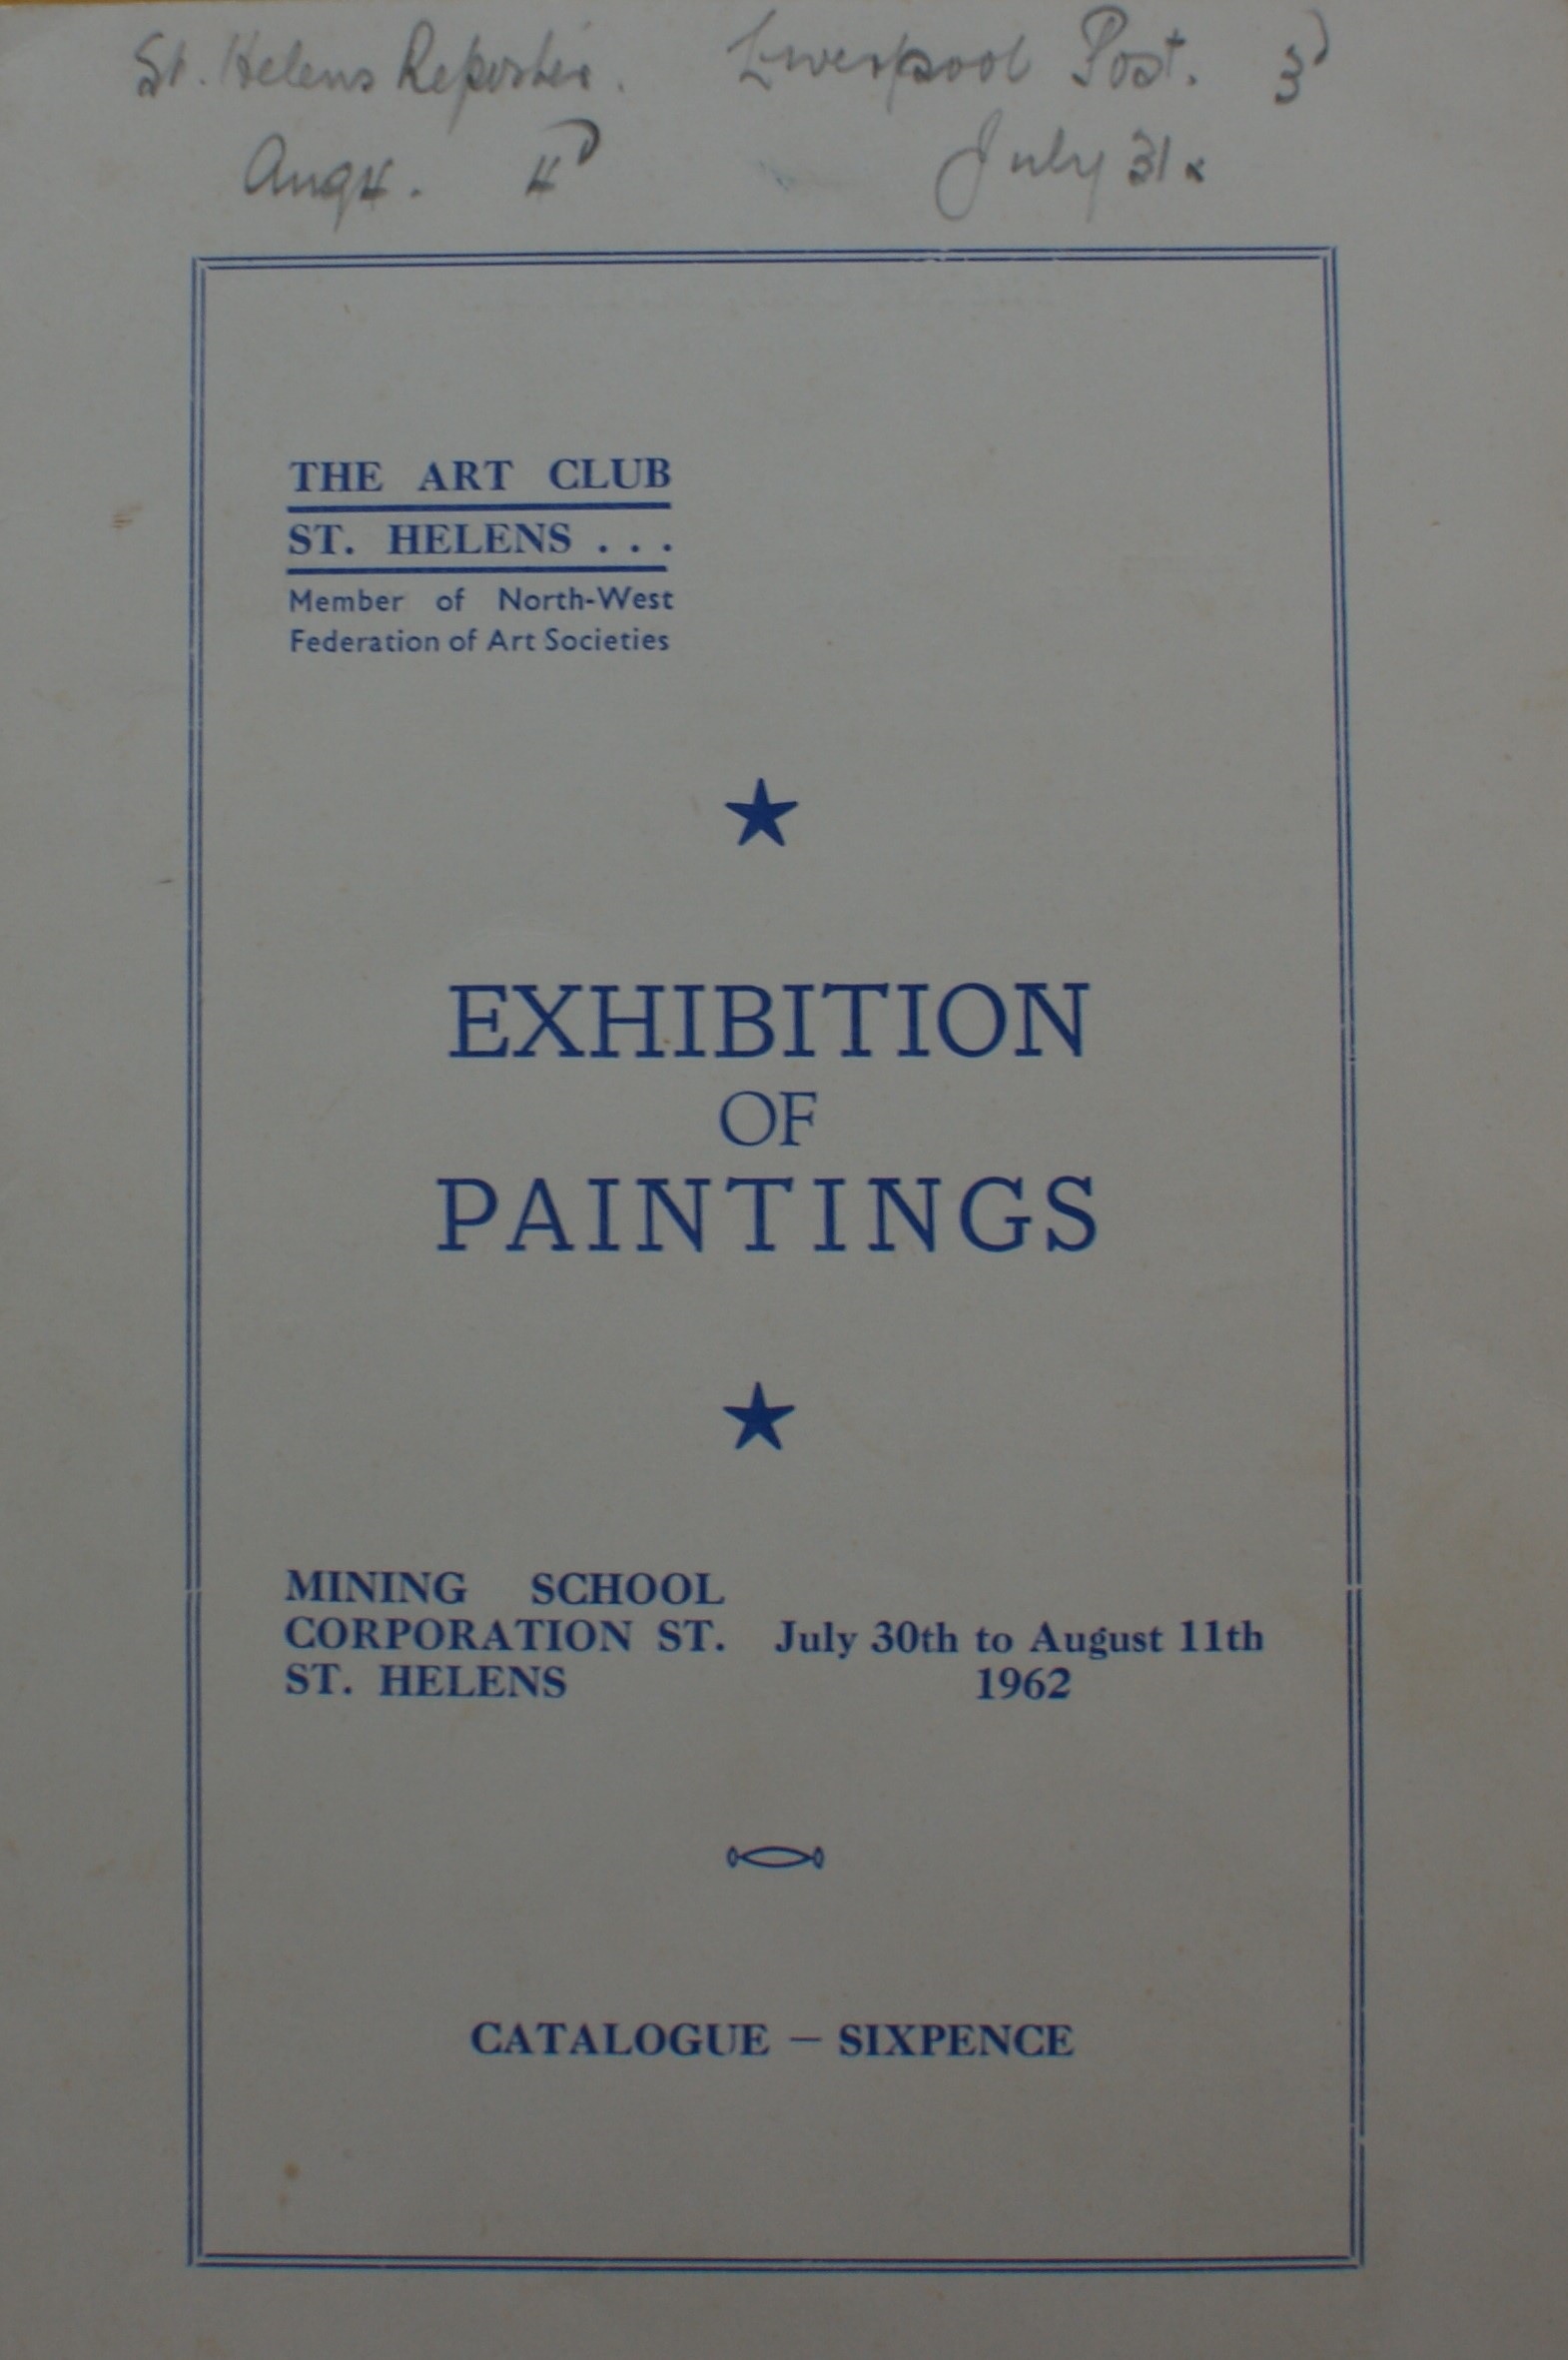 St. Helens Reporter. Liverpool Post. 3D
Aug 4. 4D July 31.
THE ART CLUB
ST. HELENS . . .
Member of North-West
Federation of Art Societies
EXHIBITION
OF
PAINTINGS
MINING SCHOOL
CORPORATION ST. July 30th to August 11th
ST. HELENS 1962
CATALOGUE — SIXPENCE